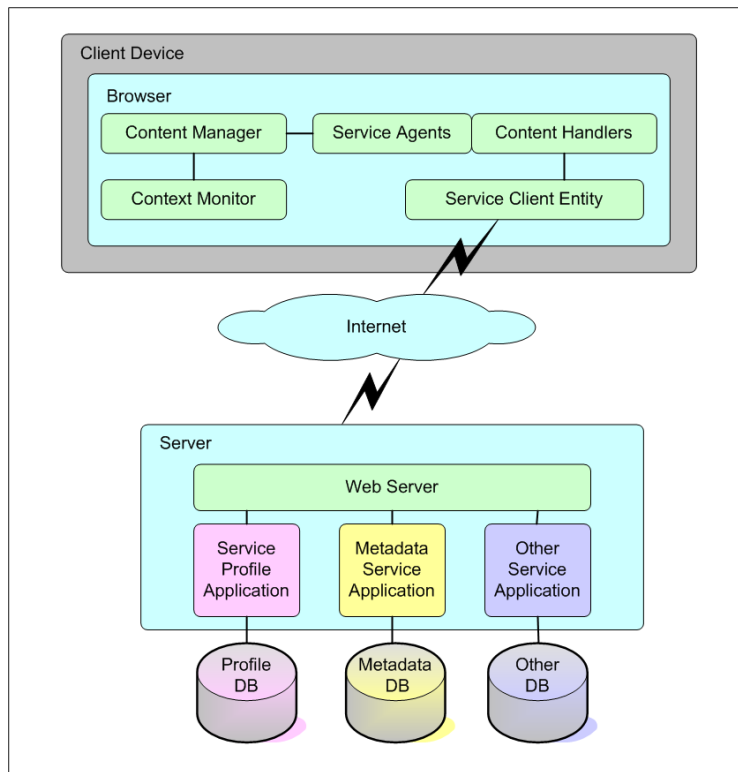 Client Device
Browser
Content Manager
Service Agents
Content Handlers
Context Monitor
Service Client Entity
Internet
Server
Web Server
Service
Profile
Application
Metadata
Service
Application
Other
Service
Application
Profile
DB
Metadata
DB
Other
DB